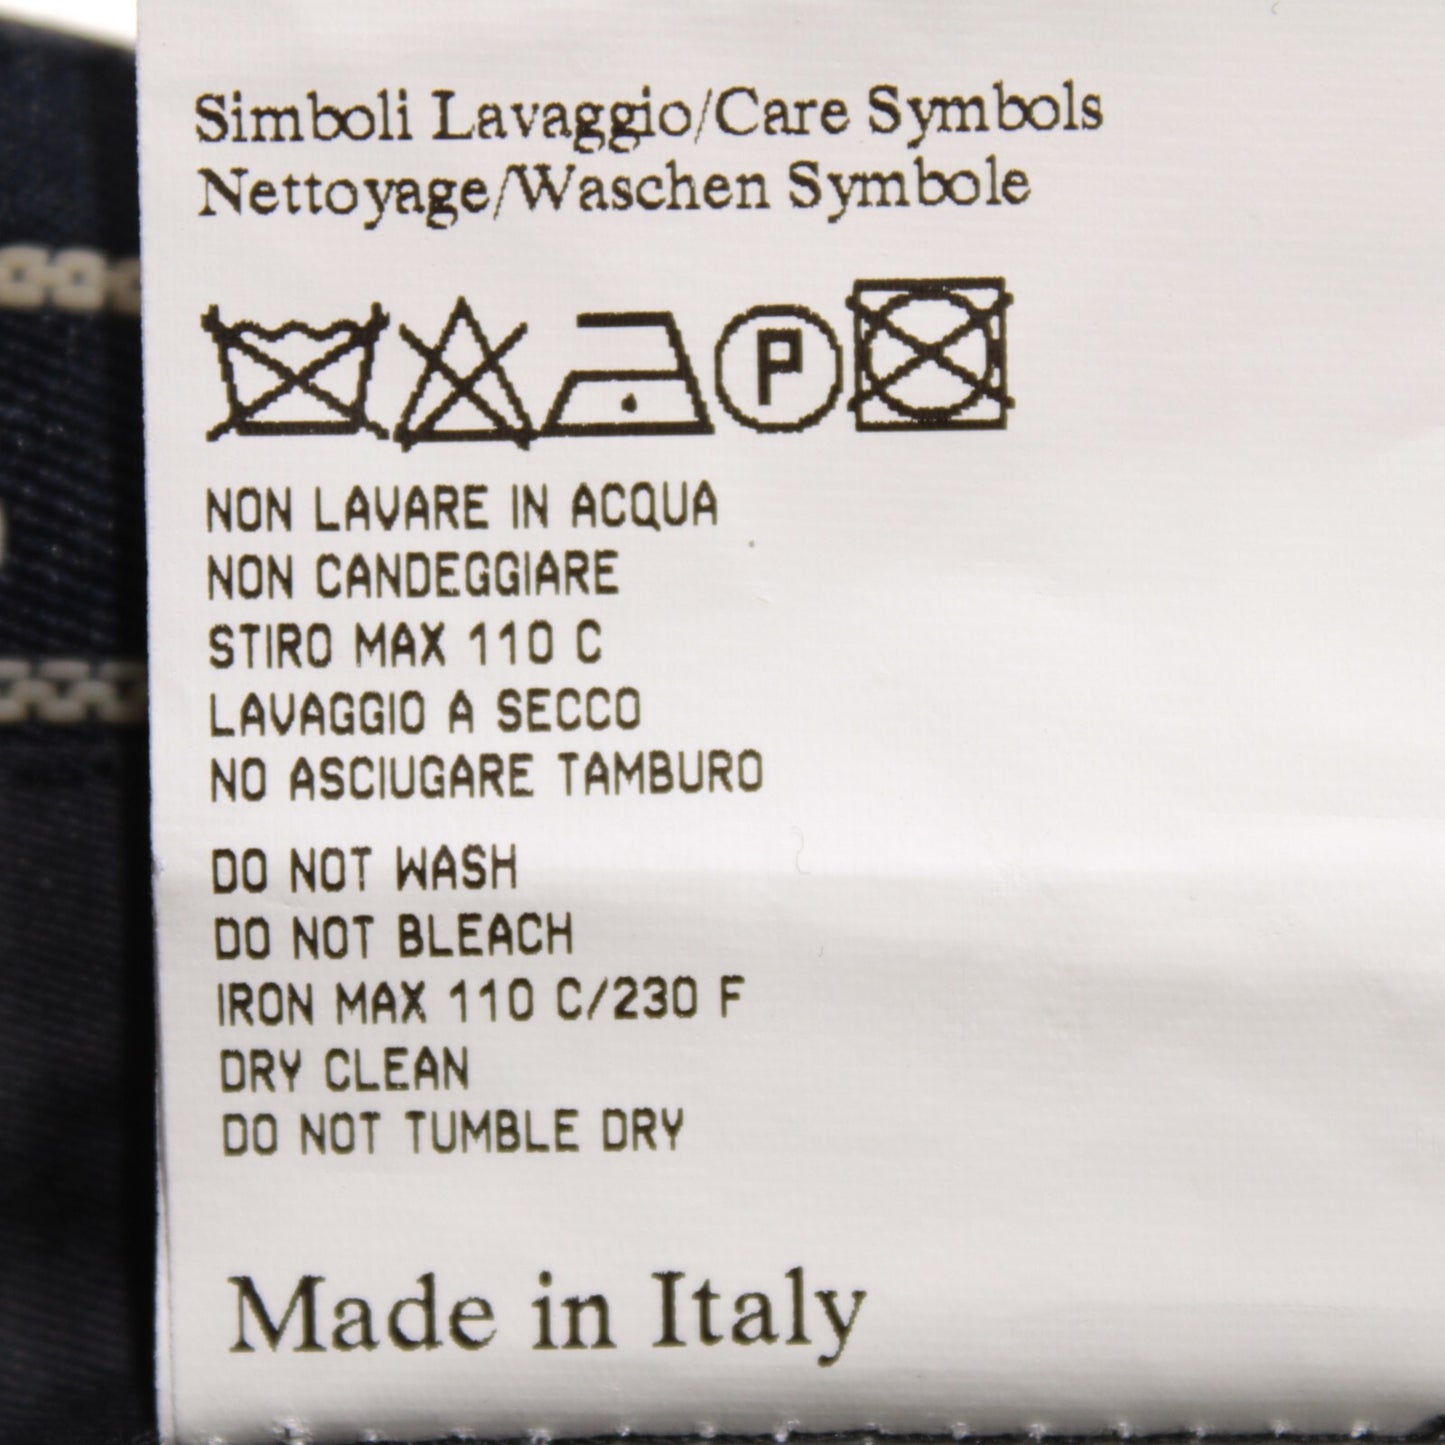 Simboli Lavaggio/Care Symbols
Nettoyage/Waschen Symbole
P
NON LAVARE IN ACQUA
NON CANDEGGIARE
STIRO MAX 110 C
LAVAGGIO A SECCO
NO ASCIUGARE TAMBURO
DO NOT WASH
DO NOT BLEACH
IRON MAX 110 C/230 F
DRY CLEAN
DO NOT TUMBLE DRY
Made in Italy